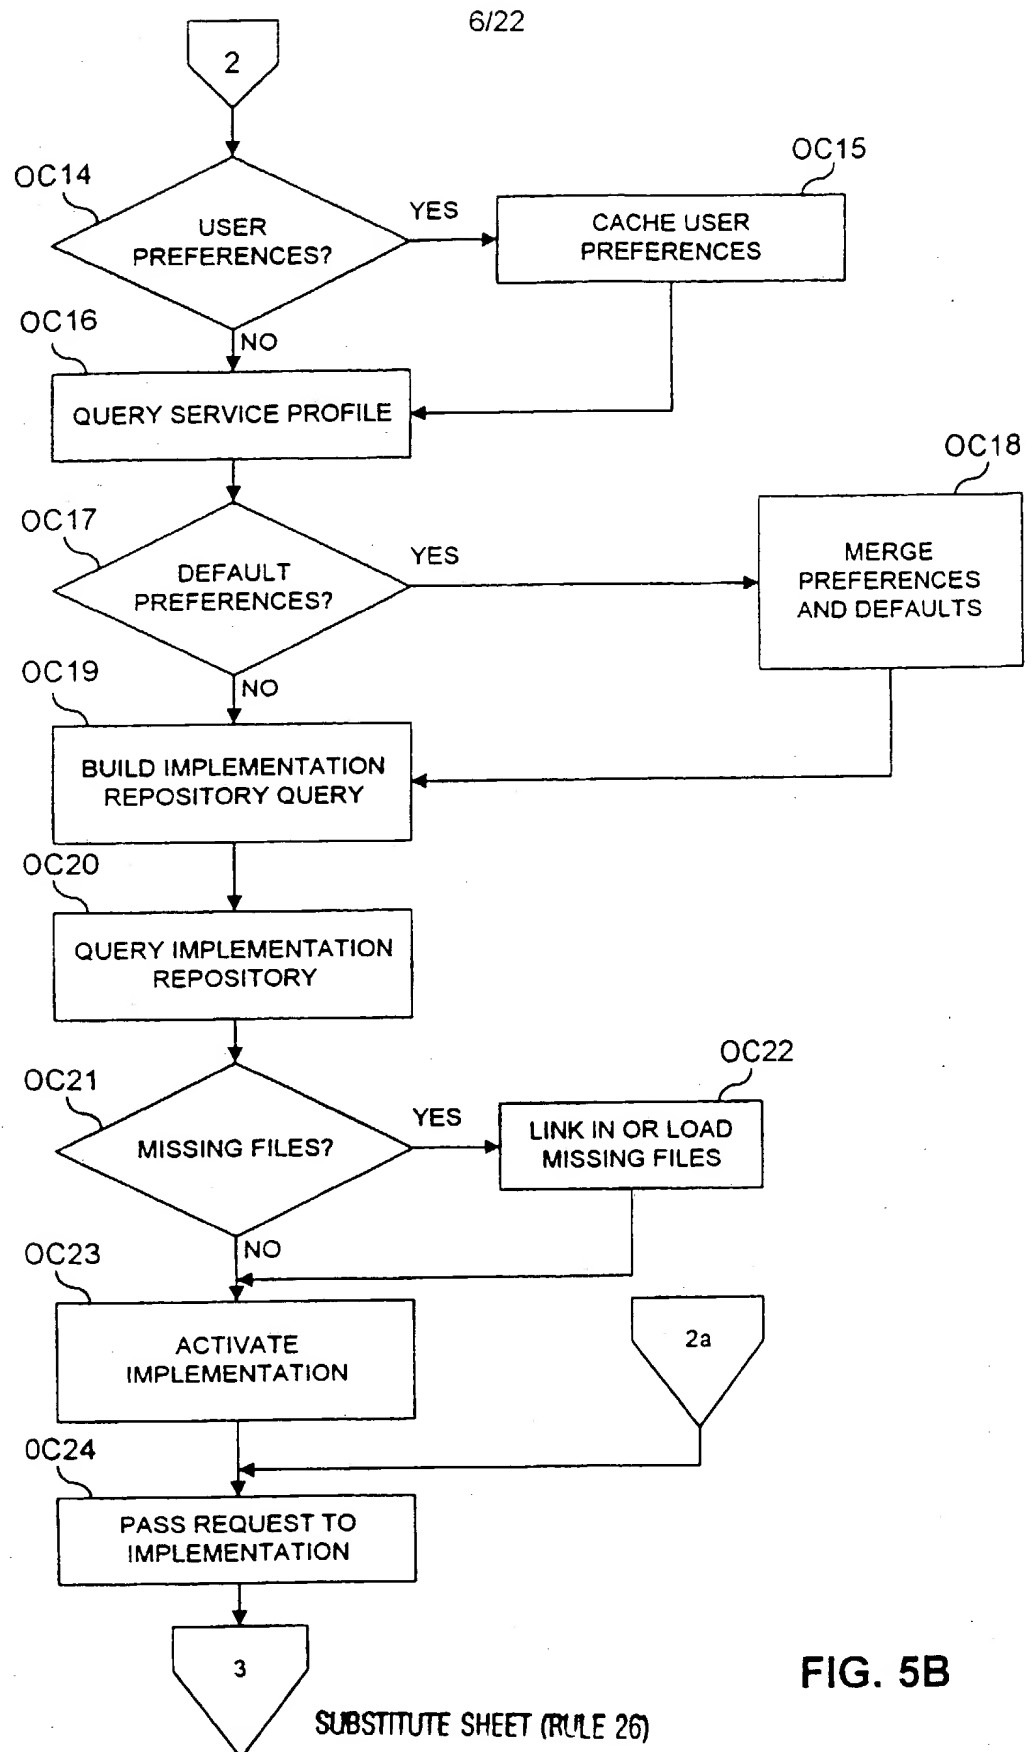 6/22
2
OC14
USER
PREFERENCES?
YES
OC15
CACHE USER
PREFERENCES
NO
OC16
QUERY SERVICE PROFILE
OC17
DEFAULT
PREFERENCES?
YES
OC18
MERGE
PREFERENCES
AND DEFAULTS
NO
OC19
BUILD IMPLEMENTATION
REPOSITORY QUERY
OC20
QUERY IMPLEMENTATION
REPOSITORY
OC21
MISSING FILES?
YES
OC22
LINK IN OR LOAD
MISSING FILES
NO
OC23
ACTIVATE
IMPLEMENTATION
2a
OC24
PASS REQUEST TO
IMPLEMENTATION
3
FIG. 5B
SUBSTITUTE SHEET (RULE 26)